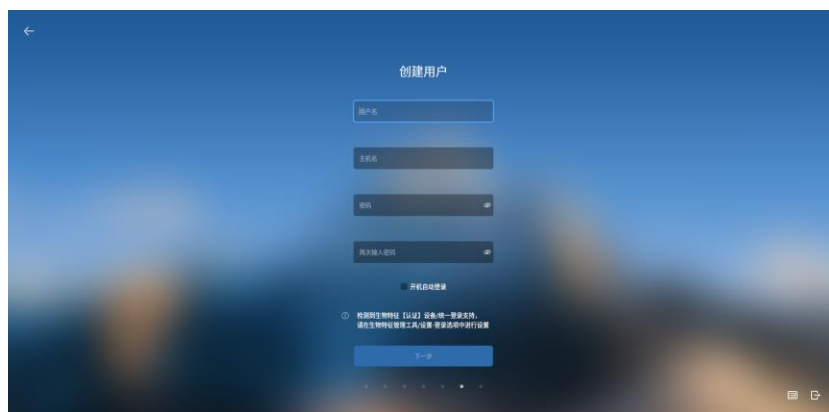 创建用户
用户名
主机名
密码
再次输入密码
开机自动登录
检测到生物特征【认证】设备/统一登录支持，
请在生物特征管理工具/设置-登录选项中进行设置
下一步